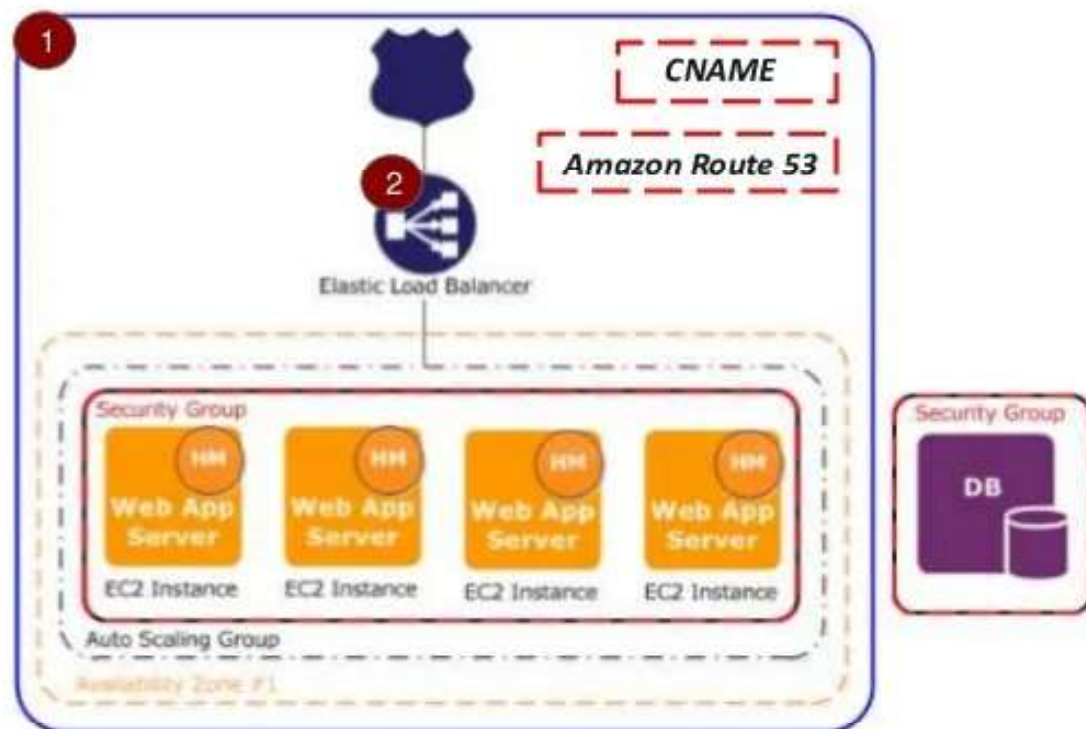 1
CNAME
Amazon Route 53
2
Elastic Load Balancer
Security Group
HM
HM
HM
HM
Web App
Server
Web App
Server
Web App
Server
Web App
Server
EC2 Instance
EC2 Instance
EC2 Instance
EC2 Instance
Auto Scaling Group
Availability Zone #1
Security Group
DB